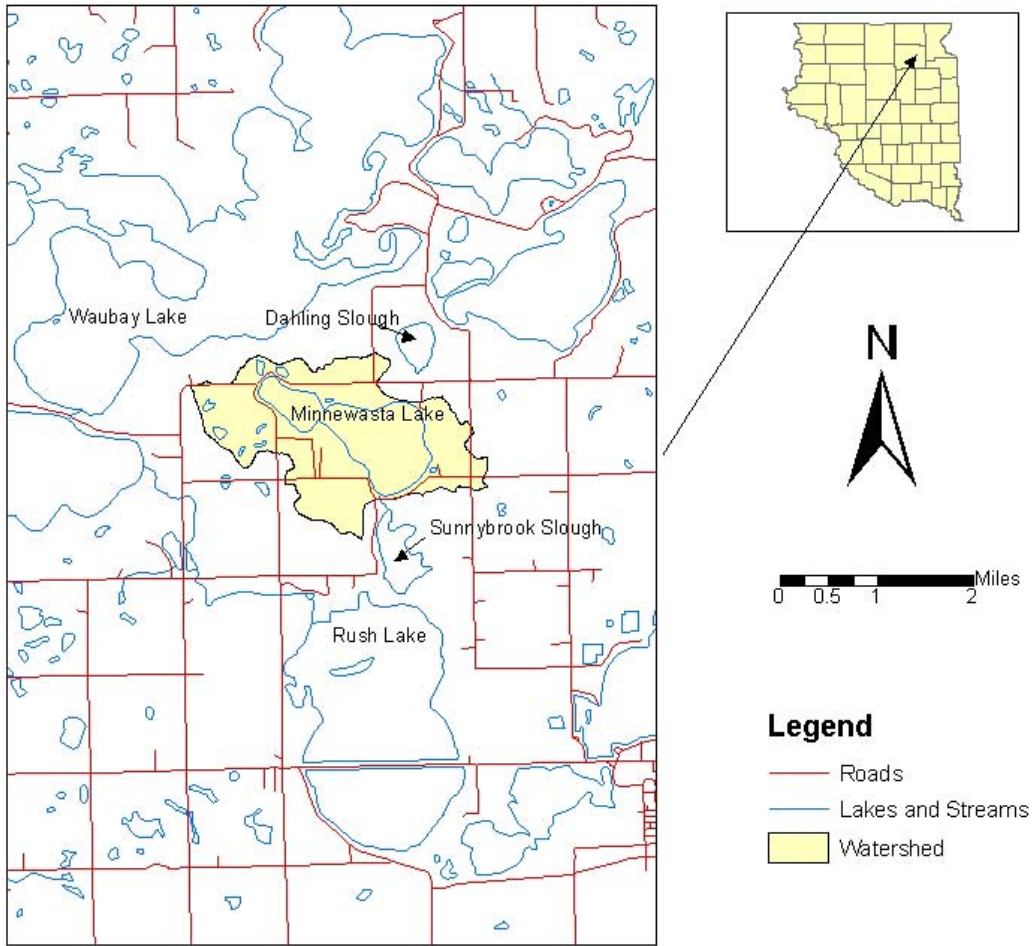 Waubay Lake
Dahling Slough
Minnewasta Lake
Sunnybrook Slough
Rush Lake
N
Miles
0 0.5 1 2
Legend
Roads
Lakes and Streams
Watershed